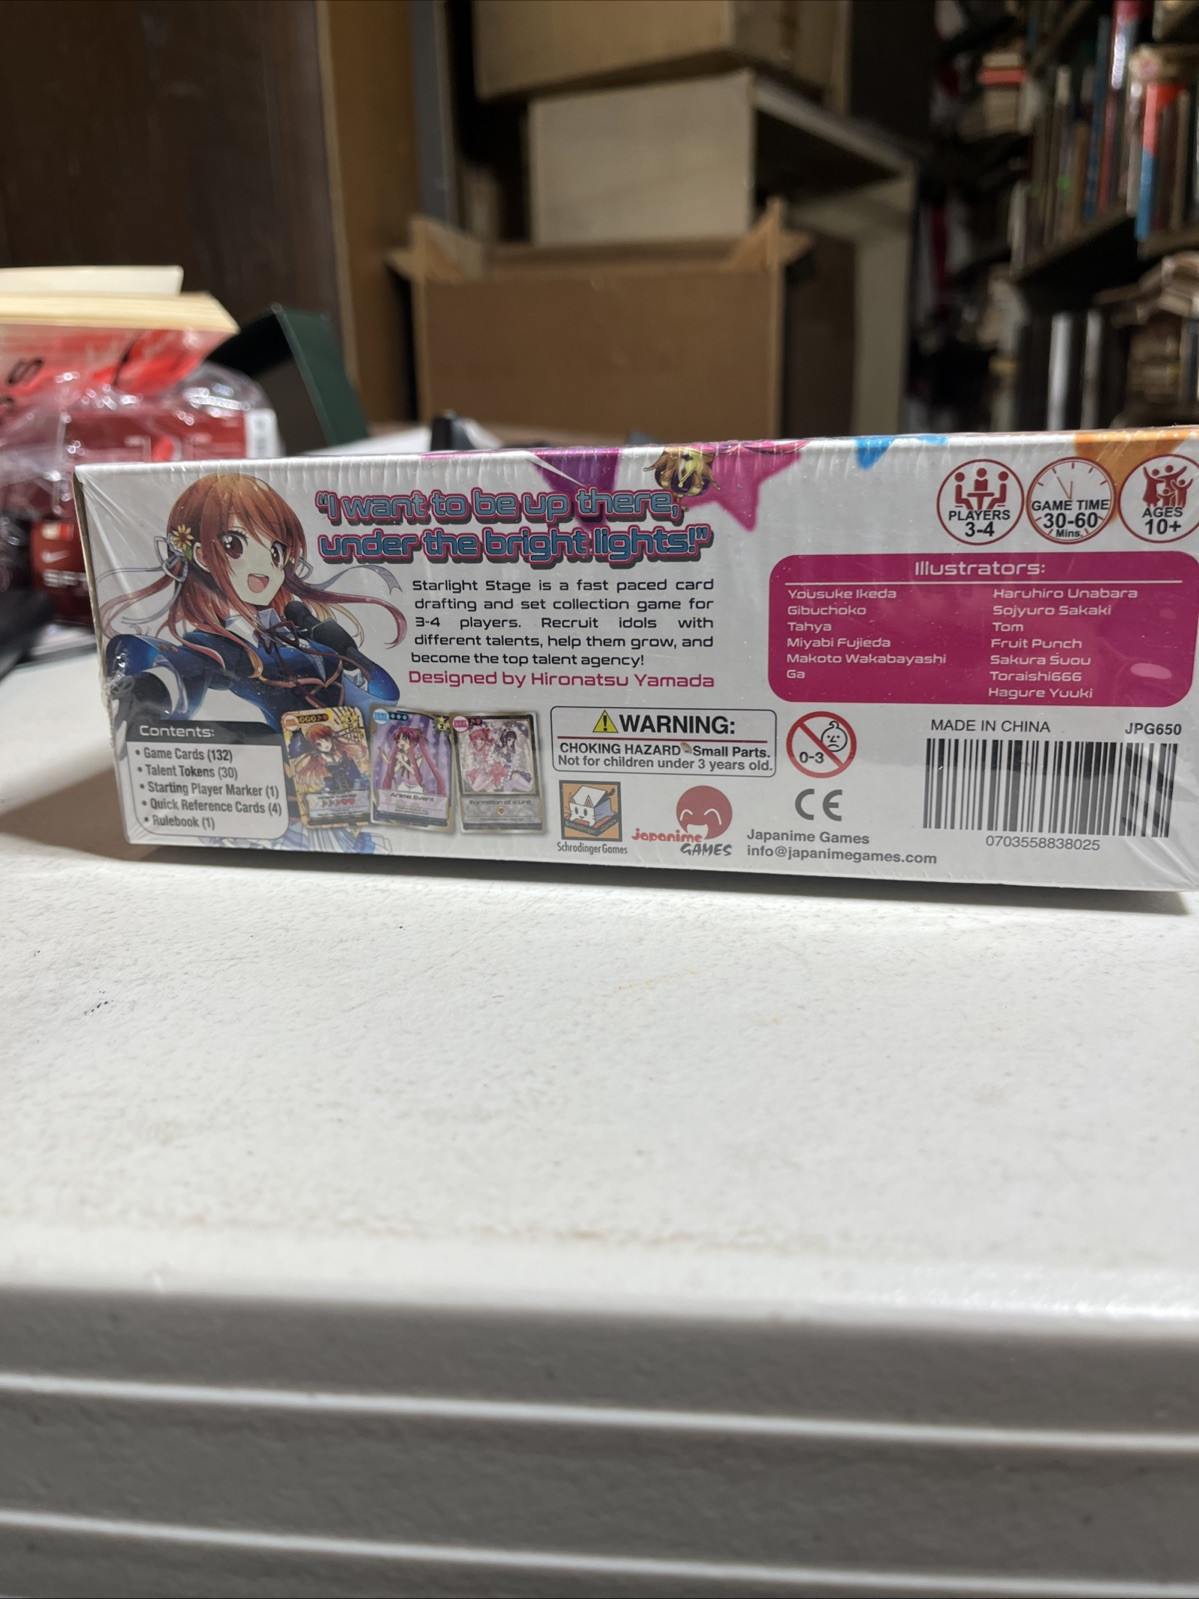 "I want to be up there,
under the bright lights!"
Starlight Stage is a fast paced card
drafting and set collection game for
3-4 players. Recruit idols with
different talents, help them grow, and
become the top talent agency!
Designed by Hironatsu Yamada
Contents:
• Game Cards (132)
• Talent Tokens (30)
• Starting Player Marker (1)
• Quick Reference Cards (4)
• Rulebook (1)
Anime Event
Formation of a Unit
WARNING:
CHOKING HAZARD Small Parts.
Not for children under 3 years old.
0-3
SchrodingerGames
Japanime
GAMES
CE
Japanime Games
info@japanimegames.com
PLAYERS
3-4
GAME TIME
30-60
Mins.
AGES
10+
Illustrators:
Yousuke Ikeda
Gibuchoko
Tahya
Miyabi Fujieda
Makoto Wakabayashi
Ga
Haruhiro Unabara
Sojyuro Sakaki
Tom
Fruit Punch
Sakura Suou
Toraishi666
Hagure Yuuki
MADE IN CHINA
JPG650
0703558838025